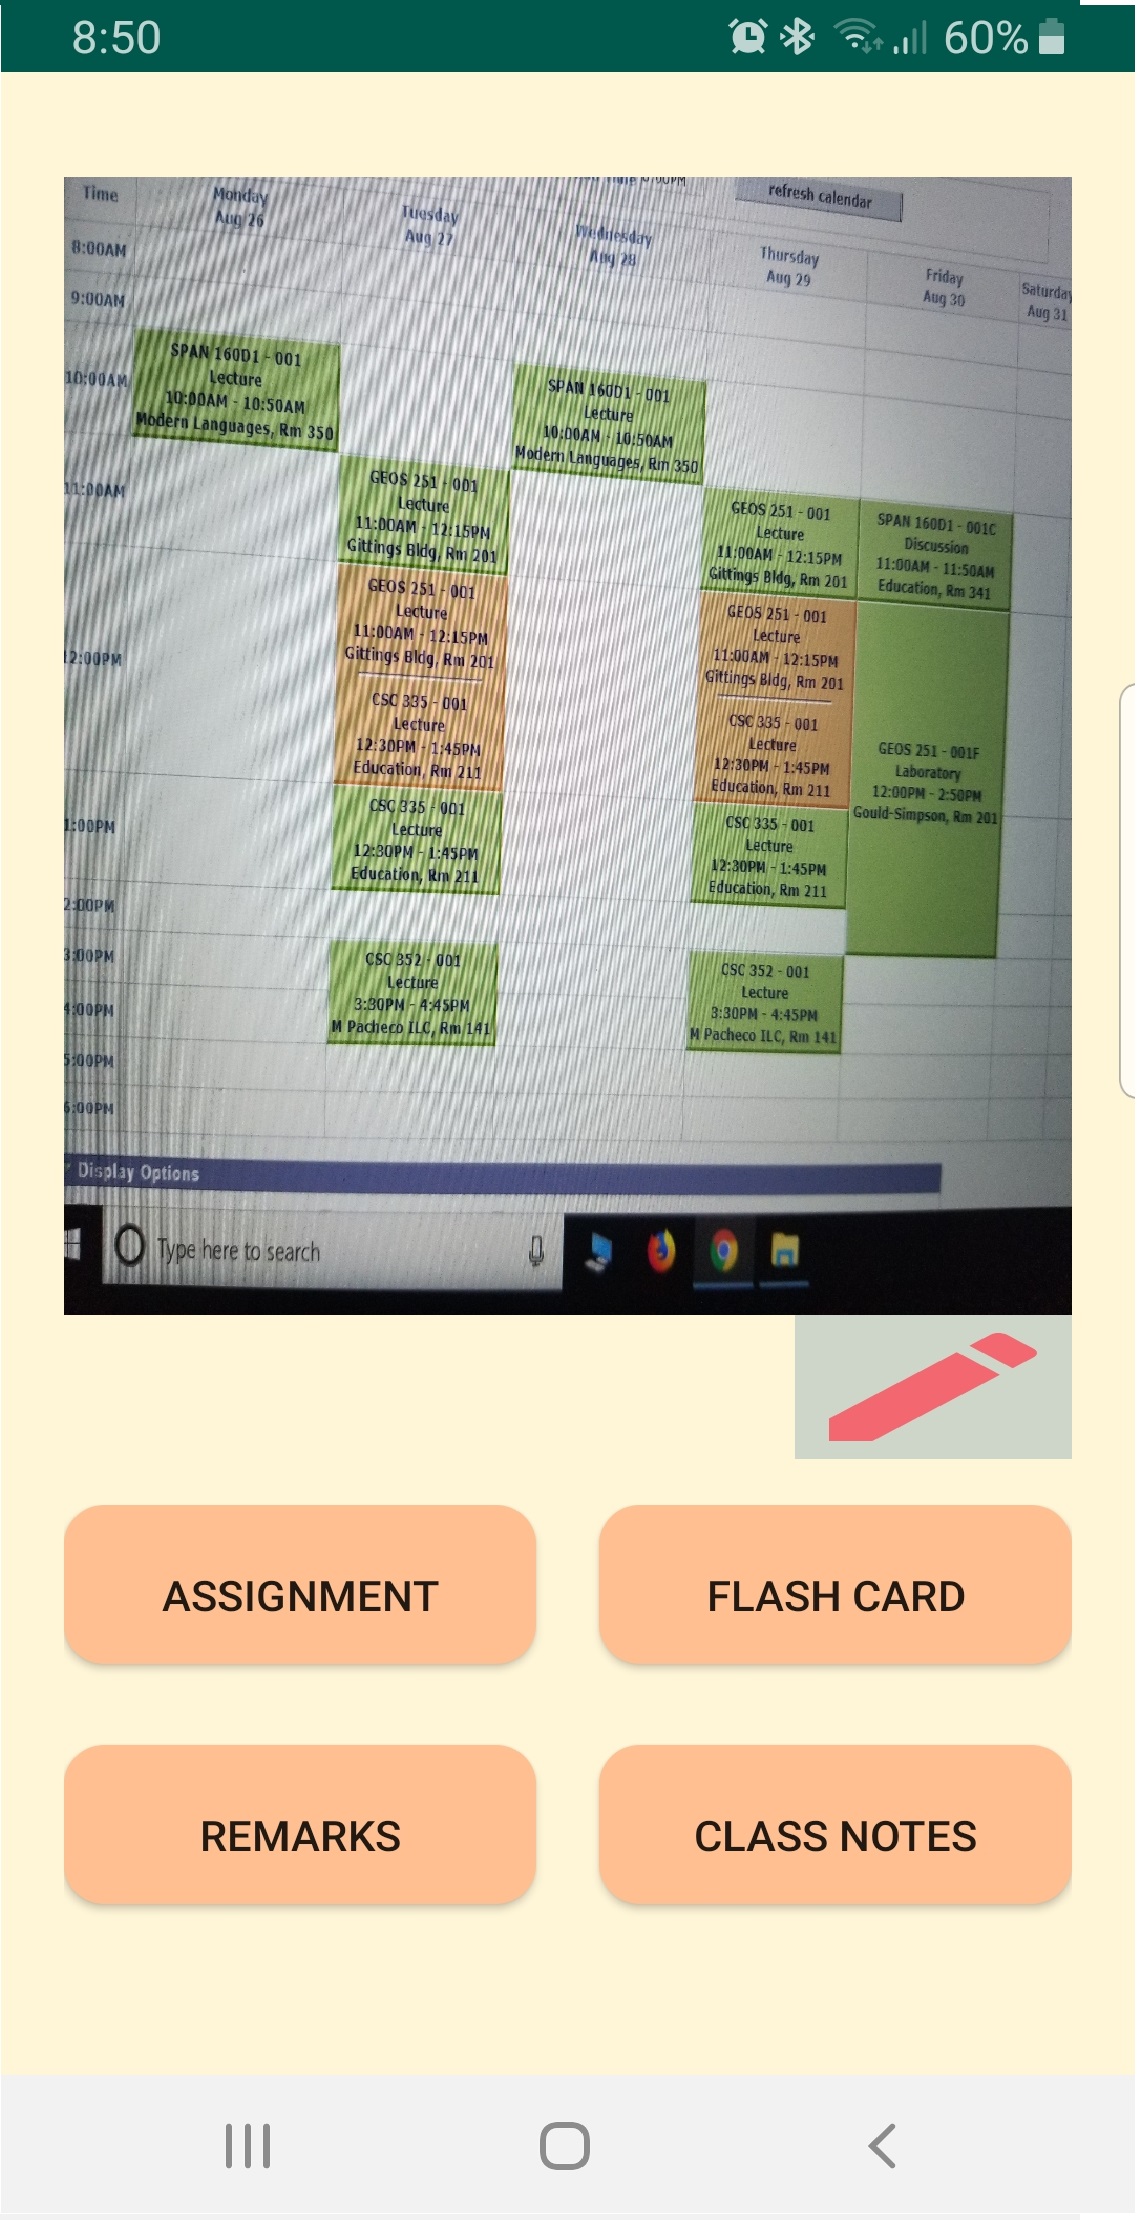 8:50
60%
refresh calendar
Time
Monday
Aug 26
Tuesday
Aug 27
Wednesday
Aug 28
Thursday
Aug 29
Friday
Aug 30
Saturday
Aug 31
8:00AM
9:00AM
10:00AM
11:00AM
12:00PM
1:00PM
2:00PM
3:00PM
4:00PM
5:00PM
6:00PM
SPAN 160D1 - 001
Lecture
10:00AM - 10:50AM
Modern Languages, Rm 350
GEOS 251 - 001
Lecture
11:00AM - 12:15PM
Gittings Bldg, Rm 201
GEOS 251 - 001
Lecture
11:00AM - 12:15PM
Gittings Bldg, Rm 201
CSC 335 - 001
Lecture
12:30PM - 1:45PM
Education, Rm 211
CSC 335 - 001
Lecture
12:30PM - 1:45PM
Education, Rm 211
CSC 352 - 001
Lecture
3:30PM - 4:45PM
M Pacheco ILC, Rm 141
SPAN 160D1 - 001
Lecture
10:00AM - 10:50AM
Modern Languages, Rm 350
GEOS 251 - 001
Lecture
11:00AM - 12:15PM
Gittings Bldg, Rm 201
GEOS 251 - 001
Lecture
11:00AM - 12:15PM
Gittings Bldg, Rm 201
CSC 335 - 001
Lecture
12:30PM - 1:45PM
Education, Rm 211
CSC 335 - 001
Lecture
12:30PM - 1:45PM
Education, Rm 211
CSC 352 - 001
Lecture
3:30PM - 4:45PM
M Pacheco ILC, Rm 141
SPAN 160D1 - 001C
Discussion
11:00AM - 11:50AM
Education, Rm 341
GEOS 251 - 001F
Laboratory
12:00PM - 2:50PM
Gould-Simpson, Rm 201
Display Options
Type here to search
ASSIGNMENT
FLASH CARD
REMARKS
CLASS NOTES